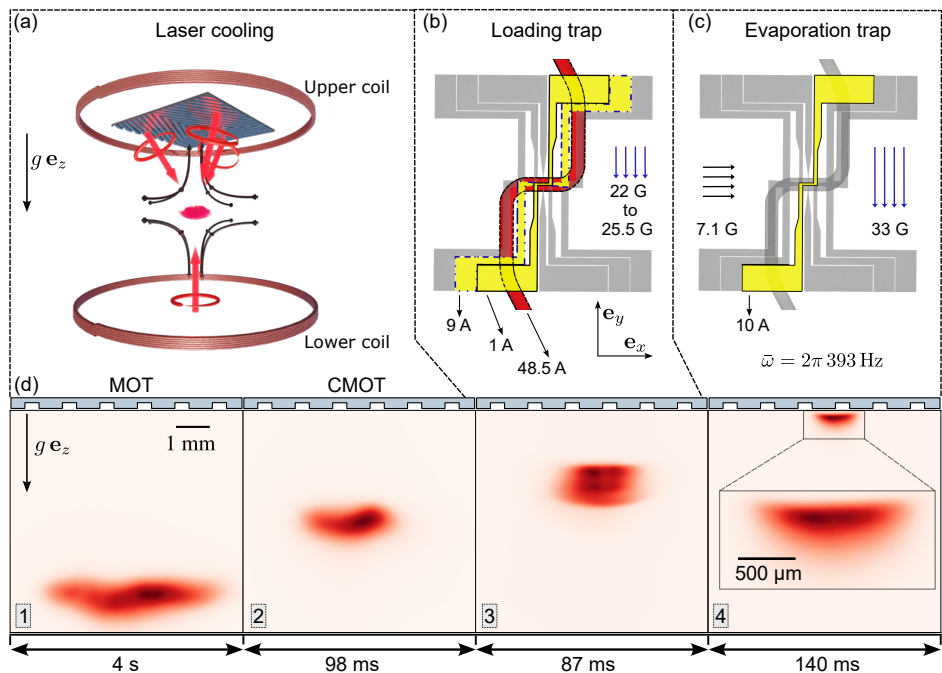 (a)
Laser cooling
Upper coil
g e_z
Lower coil
(b)
Loading trap
22 G
to
25.5 G
9 A
1 A
48.5 A
e_y
e_x
(c)
Evaporation trap
7.1 G
33 G
10 A
ω̄ = 2π 393 Hz
(d)
MOT
CMOT
g e_z
1 mm
500 µm
1
2
3
4
4 s
98 ms
87 ms
140 ms